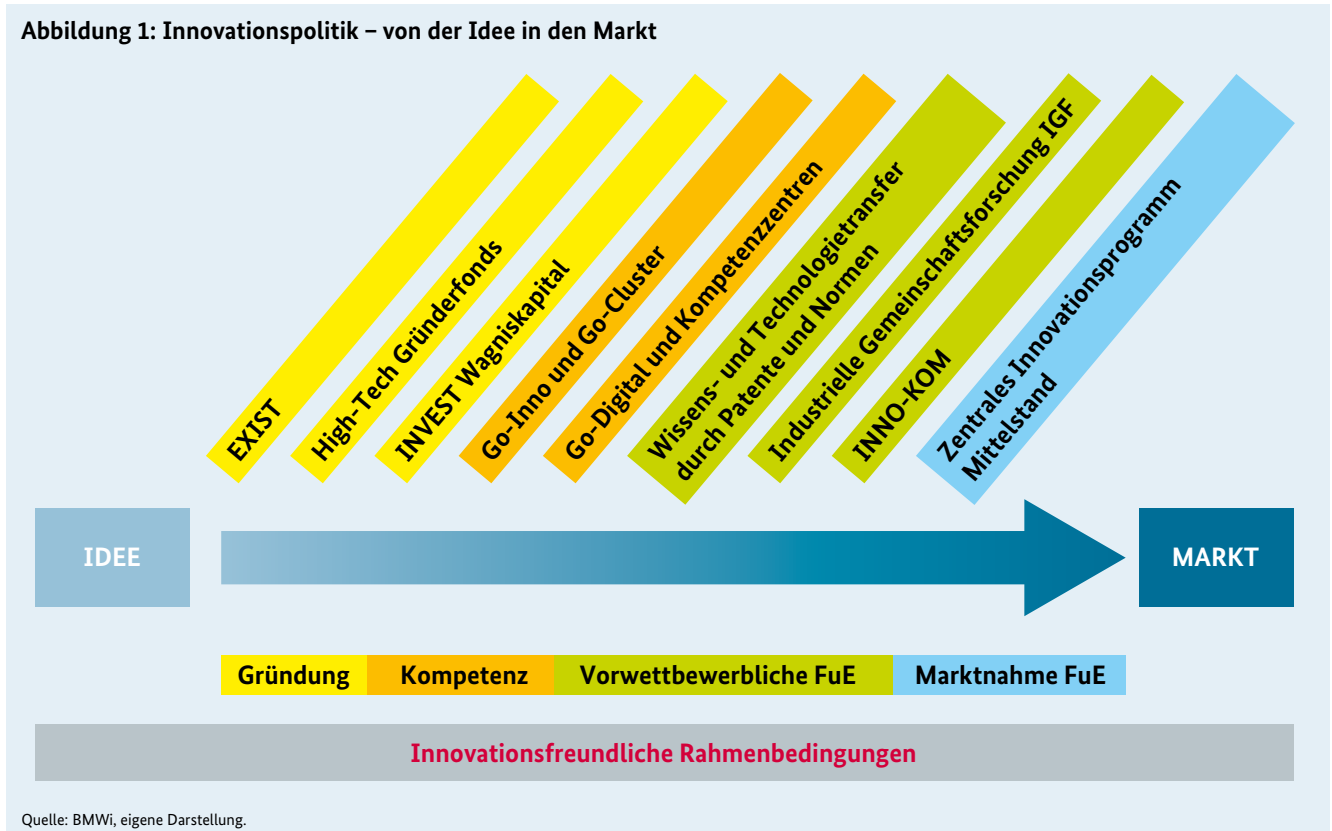 Abbildung 1: Innovationspolitik – von der Idee in den Markt
EXIST
High-Tech Gründerfonds
INVEST Wagniskapital
Go-Inno und Go-Cluster
Go-Digital und Kompetenzzentren
Wissens- und Technologietransfer
durch Patente und Normen
Industrielle Gemeinschaftsforschung IGF
INNO-KOM
Zentrales Innovationsprogramm
Mittelstand
IDEE
MARKT
Gründung
Kompetenz
Vorwettbewerbliche FuE
Marktnahme FuE
Innovationsfreundliche Rahmenbedingungen
Quelle: BMWi, eigene Darstellung.